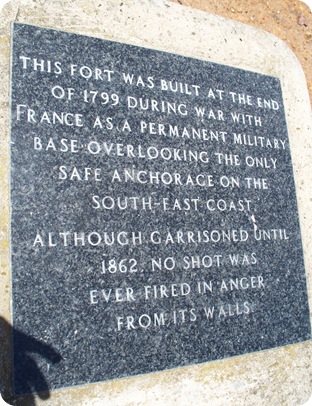 THIS FORT WAS BUILT AT THE END
OF 1799 DURING WAR WITH
FRANCE AS A PERMANENT MILITARY
BASE OVERLOOKING THE ONLY
SAFE ANCHORAGE ON THE
SOUTH-EAST COAST.
ALTHOUGH GARRISONED UNTIL
1862. NO SHOT WAS
EVER FIRED IN ANGER
FROM ITS WALLS.